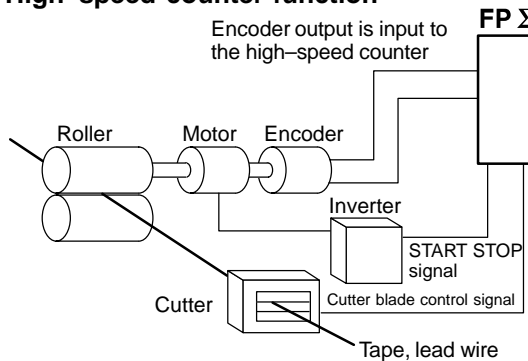 High–speed counter function
Encoder output is input to
the high–speed counter
FP Σ
Roller
Motor
Encoder
Inverter
START STOP
signal
Cutter
Cutter blade control signal
Tape, lead wire